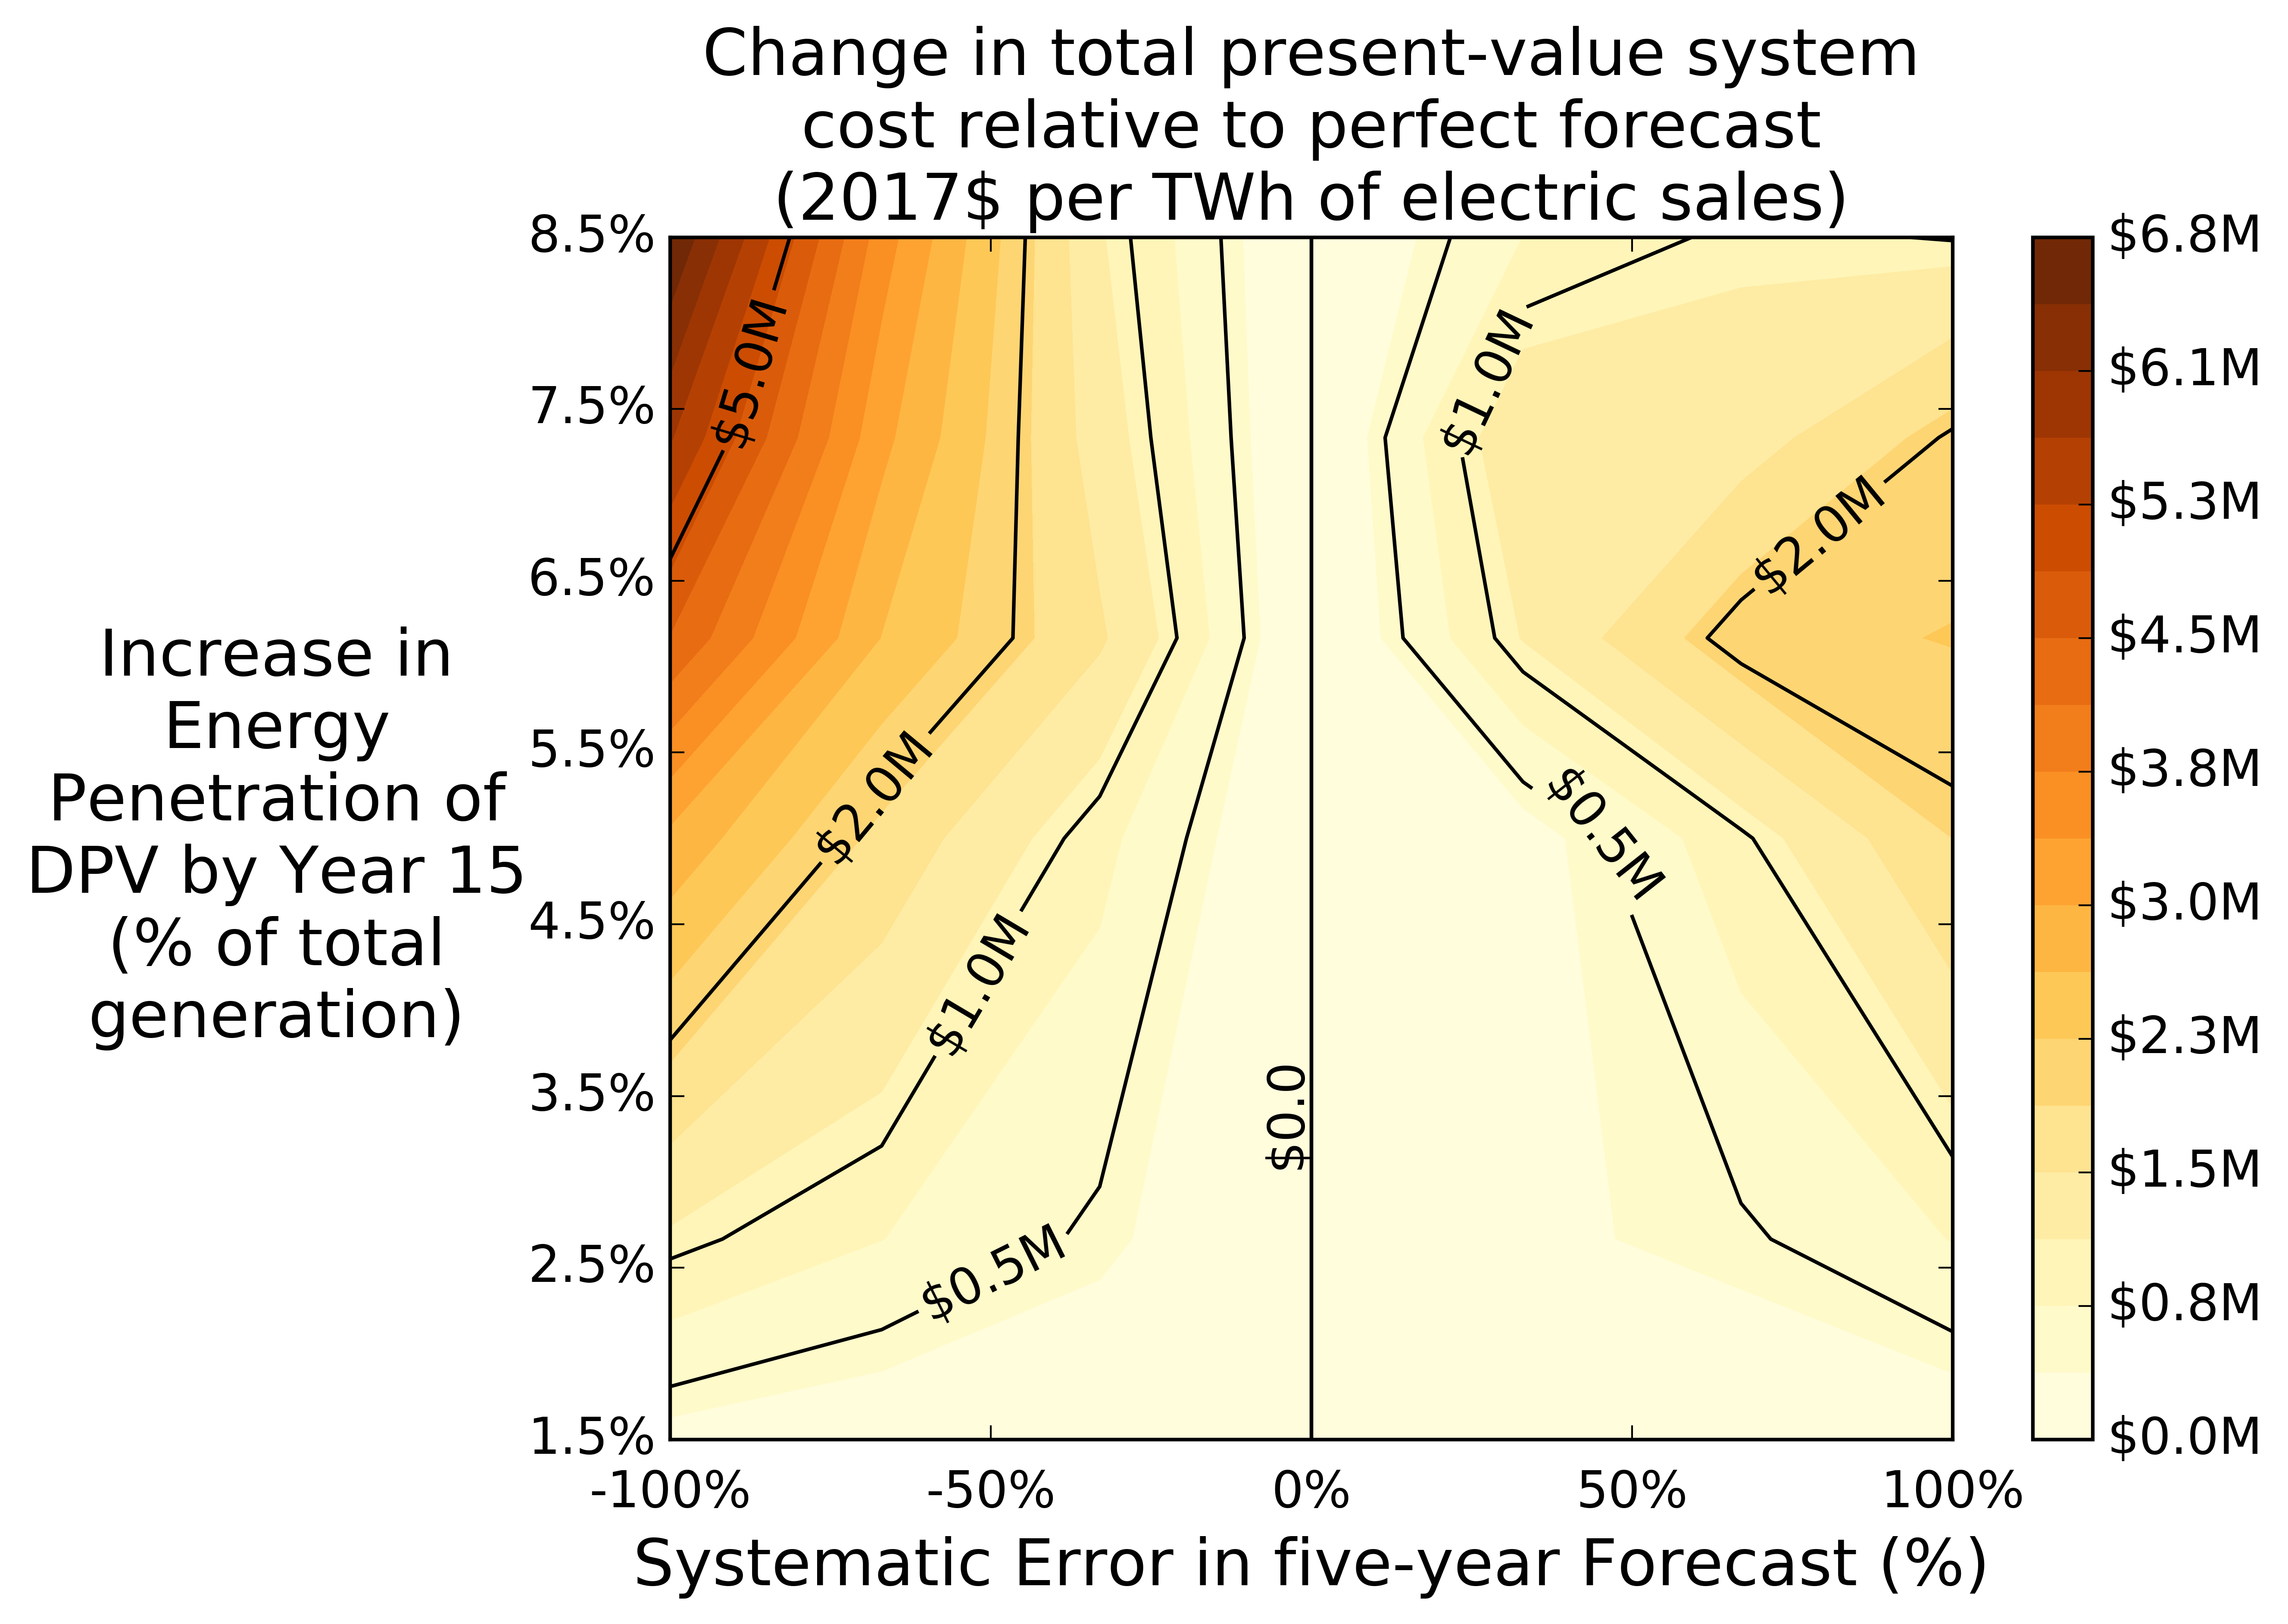 Change in total present-value system
cost relative to perfect forecast
(2017$ per TWh of electric sales)
Increase in
Energy
Penetration of
DPV by Year 15
(% of total
generation)
8.5%
7.5%
6.5%
5.5%
4.5%
3.5%
2.5%
1.5%
$5.0M
$2.0M
$1.0M
$0.5M
$0.0
$1.0M
$2.0M
$0.5M
-100%
-50%
0%
50%
100%
Systematic Error in five-year Forecast (%)
$6.8M
$6.1M
$5.3M
$4.5M
$3.8M
$3.0M
$2.3M
$1.5M
$0.8M
$0.0M